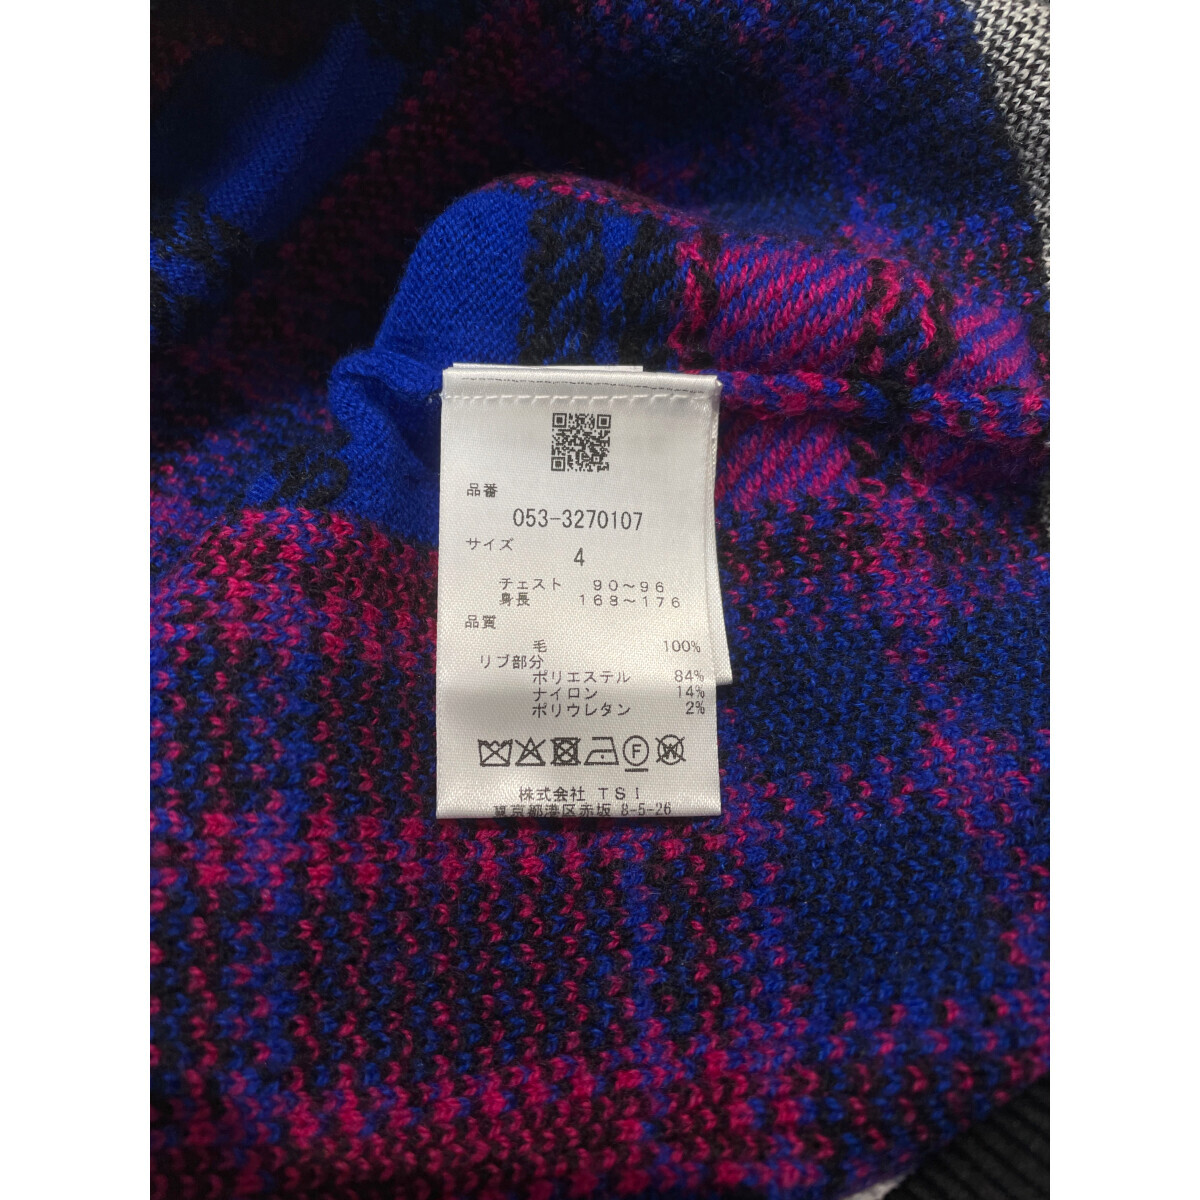 品番
053-3270107
サイズ
4
チェスト 90～96
身長 168～176
品質
毛 100%
リブ部分
ポリエステル 84%
ナイロン 14%
ポリウレタン 2%
F W
株式会社 TSI
東京都港区赤坂 8-5-26